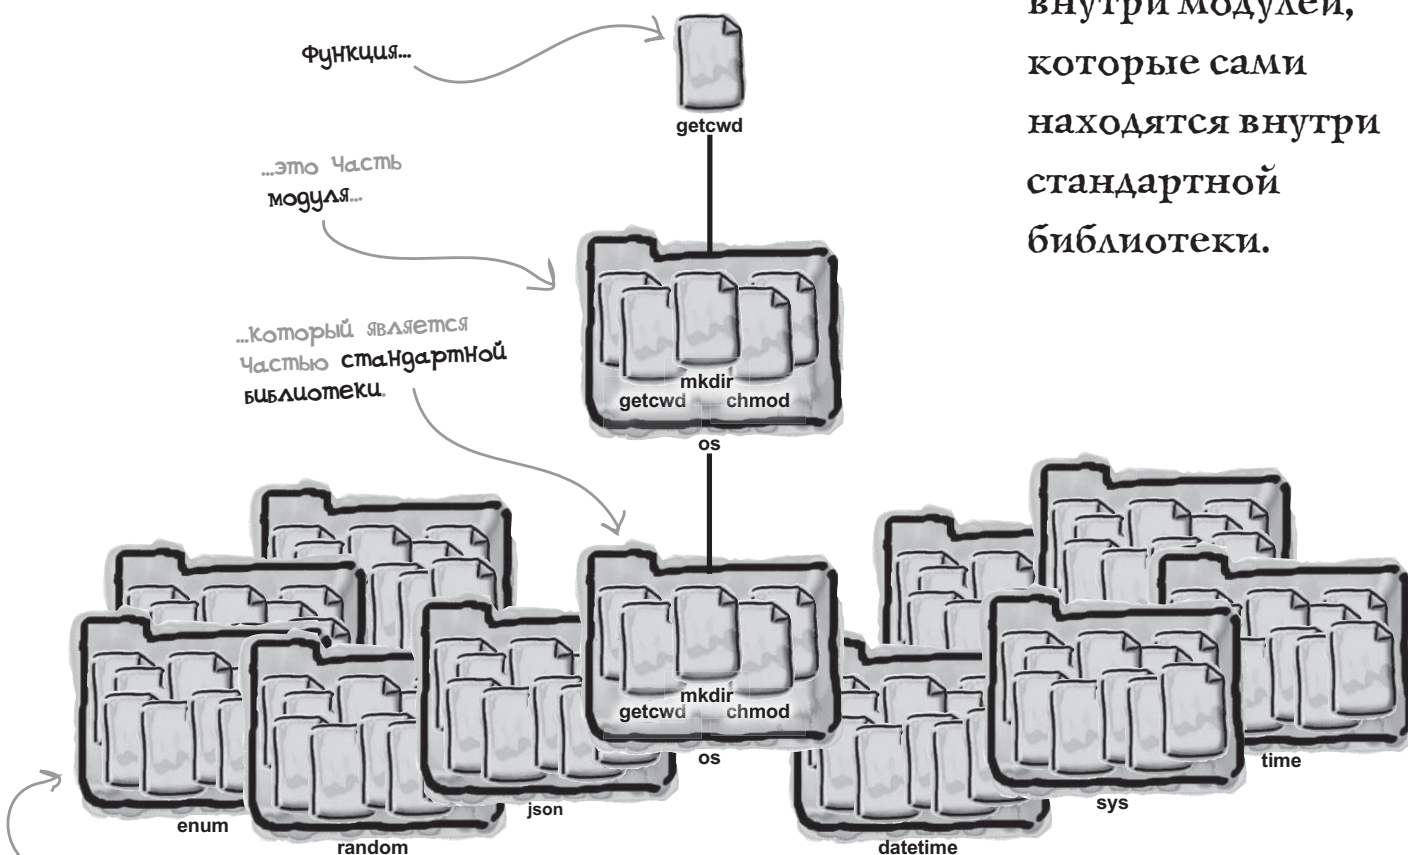 внутри модулей,
которые сами
находятся внутри
стандартной
библиотеки.
Функция...
getcwd
...это часть
модуля...
...который является
частью стандартной
библиотеки.
mkdir
getcwd chmod
os
mkdir
getcwd chmod
os
time
sys
json
enum
random
datetime